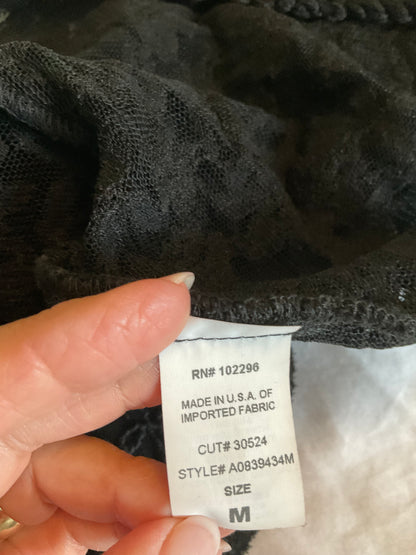 RN# 102296
MADE IN U.S.A. OF
IMPORTED FABRIC
CUT# 30524
STYLE# A0839434M
SIZE
M